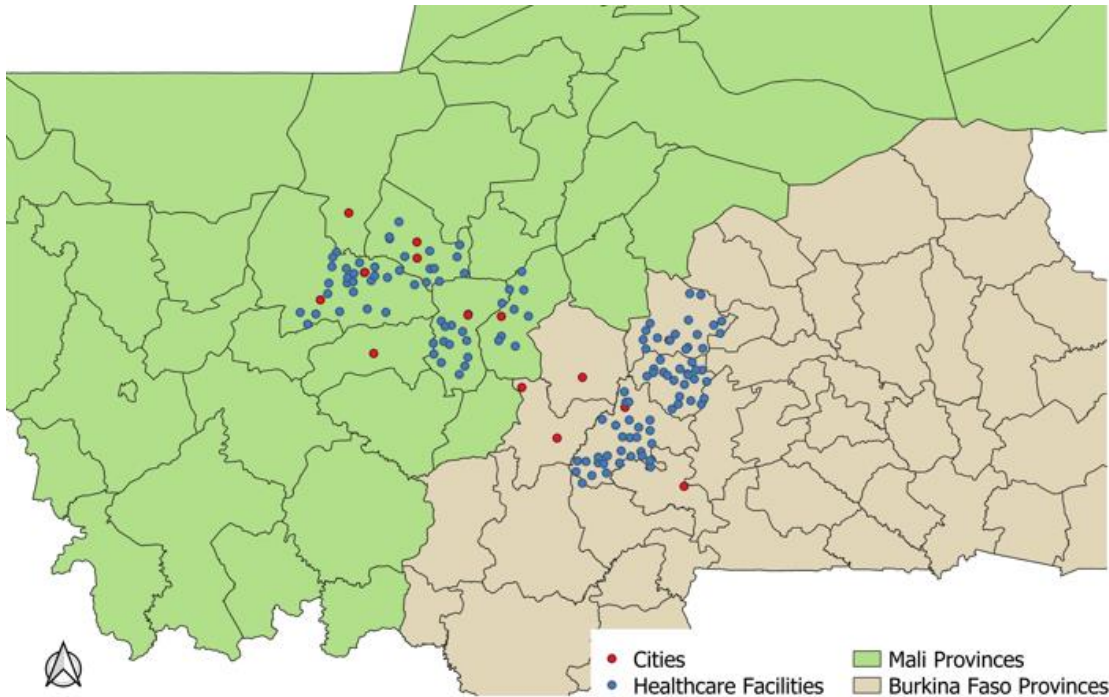 Cities
Healthcare Facilities
Mali Provinces
Burkina Faso Provinces